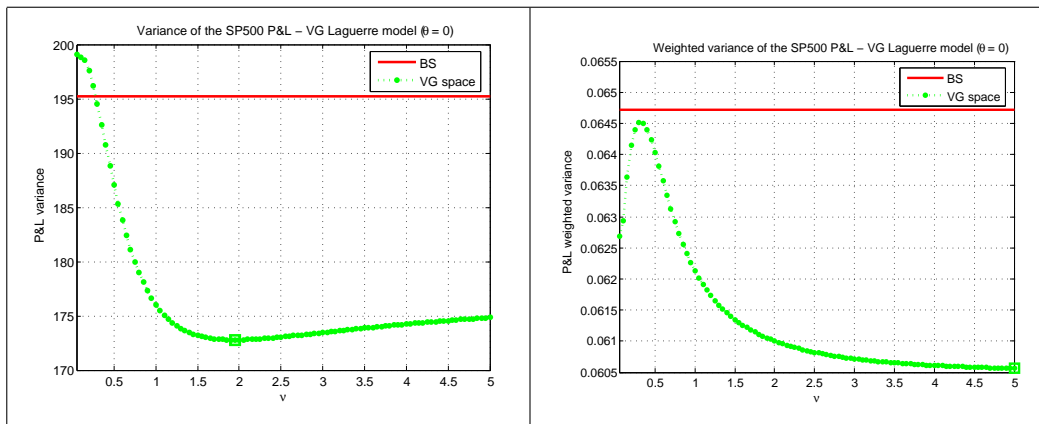 Variance of the SP500 P&L – VG Laguerre model (θ = 0)
200
195
190
185
180
175
170
P&L variance
BS
VG space
0.5 1 1.5 2 2.5 3 3.5 4 4.5 5
ν
Weighted variance of the SP500 P&L – VG Laguerre model (θ = 0)
0.0655
0.065
0.0645
0.064
0.0635
0.063
0.0625
0.062
0.0615
0.061
0.0605
P&L weighted variance
BS
VG space
0.5 1 1.5 2 2.5 3 3.5 4 4.5 5
ν